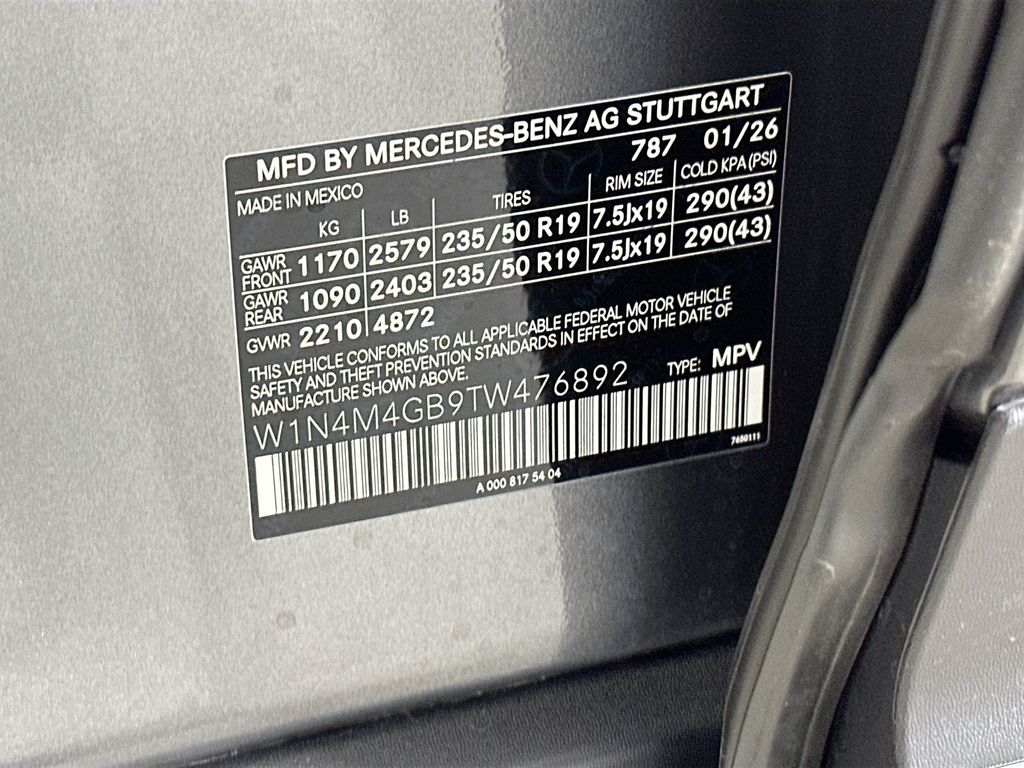 MFD BY MERCEDES-BENZ AG STUTTGART
787 01/26
MADE IN MEXICO
KG LB TIRES RIM SIZE COLD KPA (PSI)
GAWR FRONT 1170 2579 235/50 R19 7.5Jx19 290(43)
GAWR REAR 1090 2403 235/50 R19 7.5Jx19 290(43)
GVWR 2210 4872
THIS VEHICLE CONFORMS TO ALL APPLICABLE FEDERAL MOTOR VEHICLE
SAFETY AND THEFT PREVENTION STANDARDS IN EFFECT ON THE DATE OF
MANUFACTURE SHOWN ABOVE.
W1N4M4GB9TW476892 TYPE: MPV
7650111
A 000 817 54 04